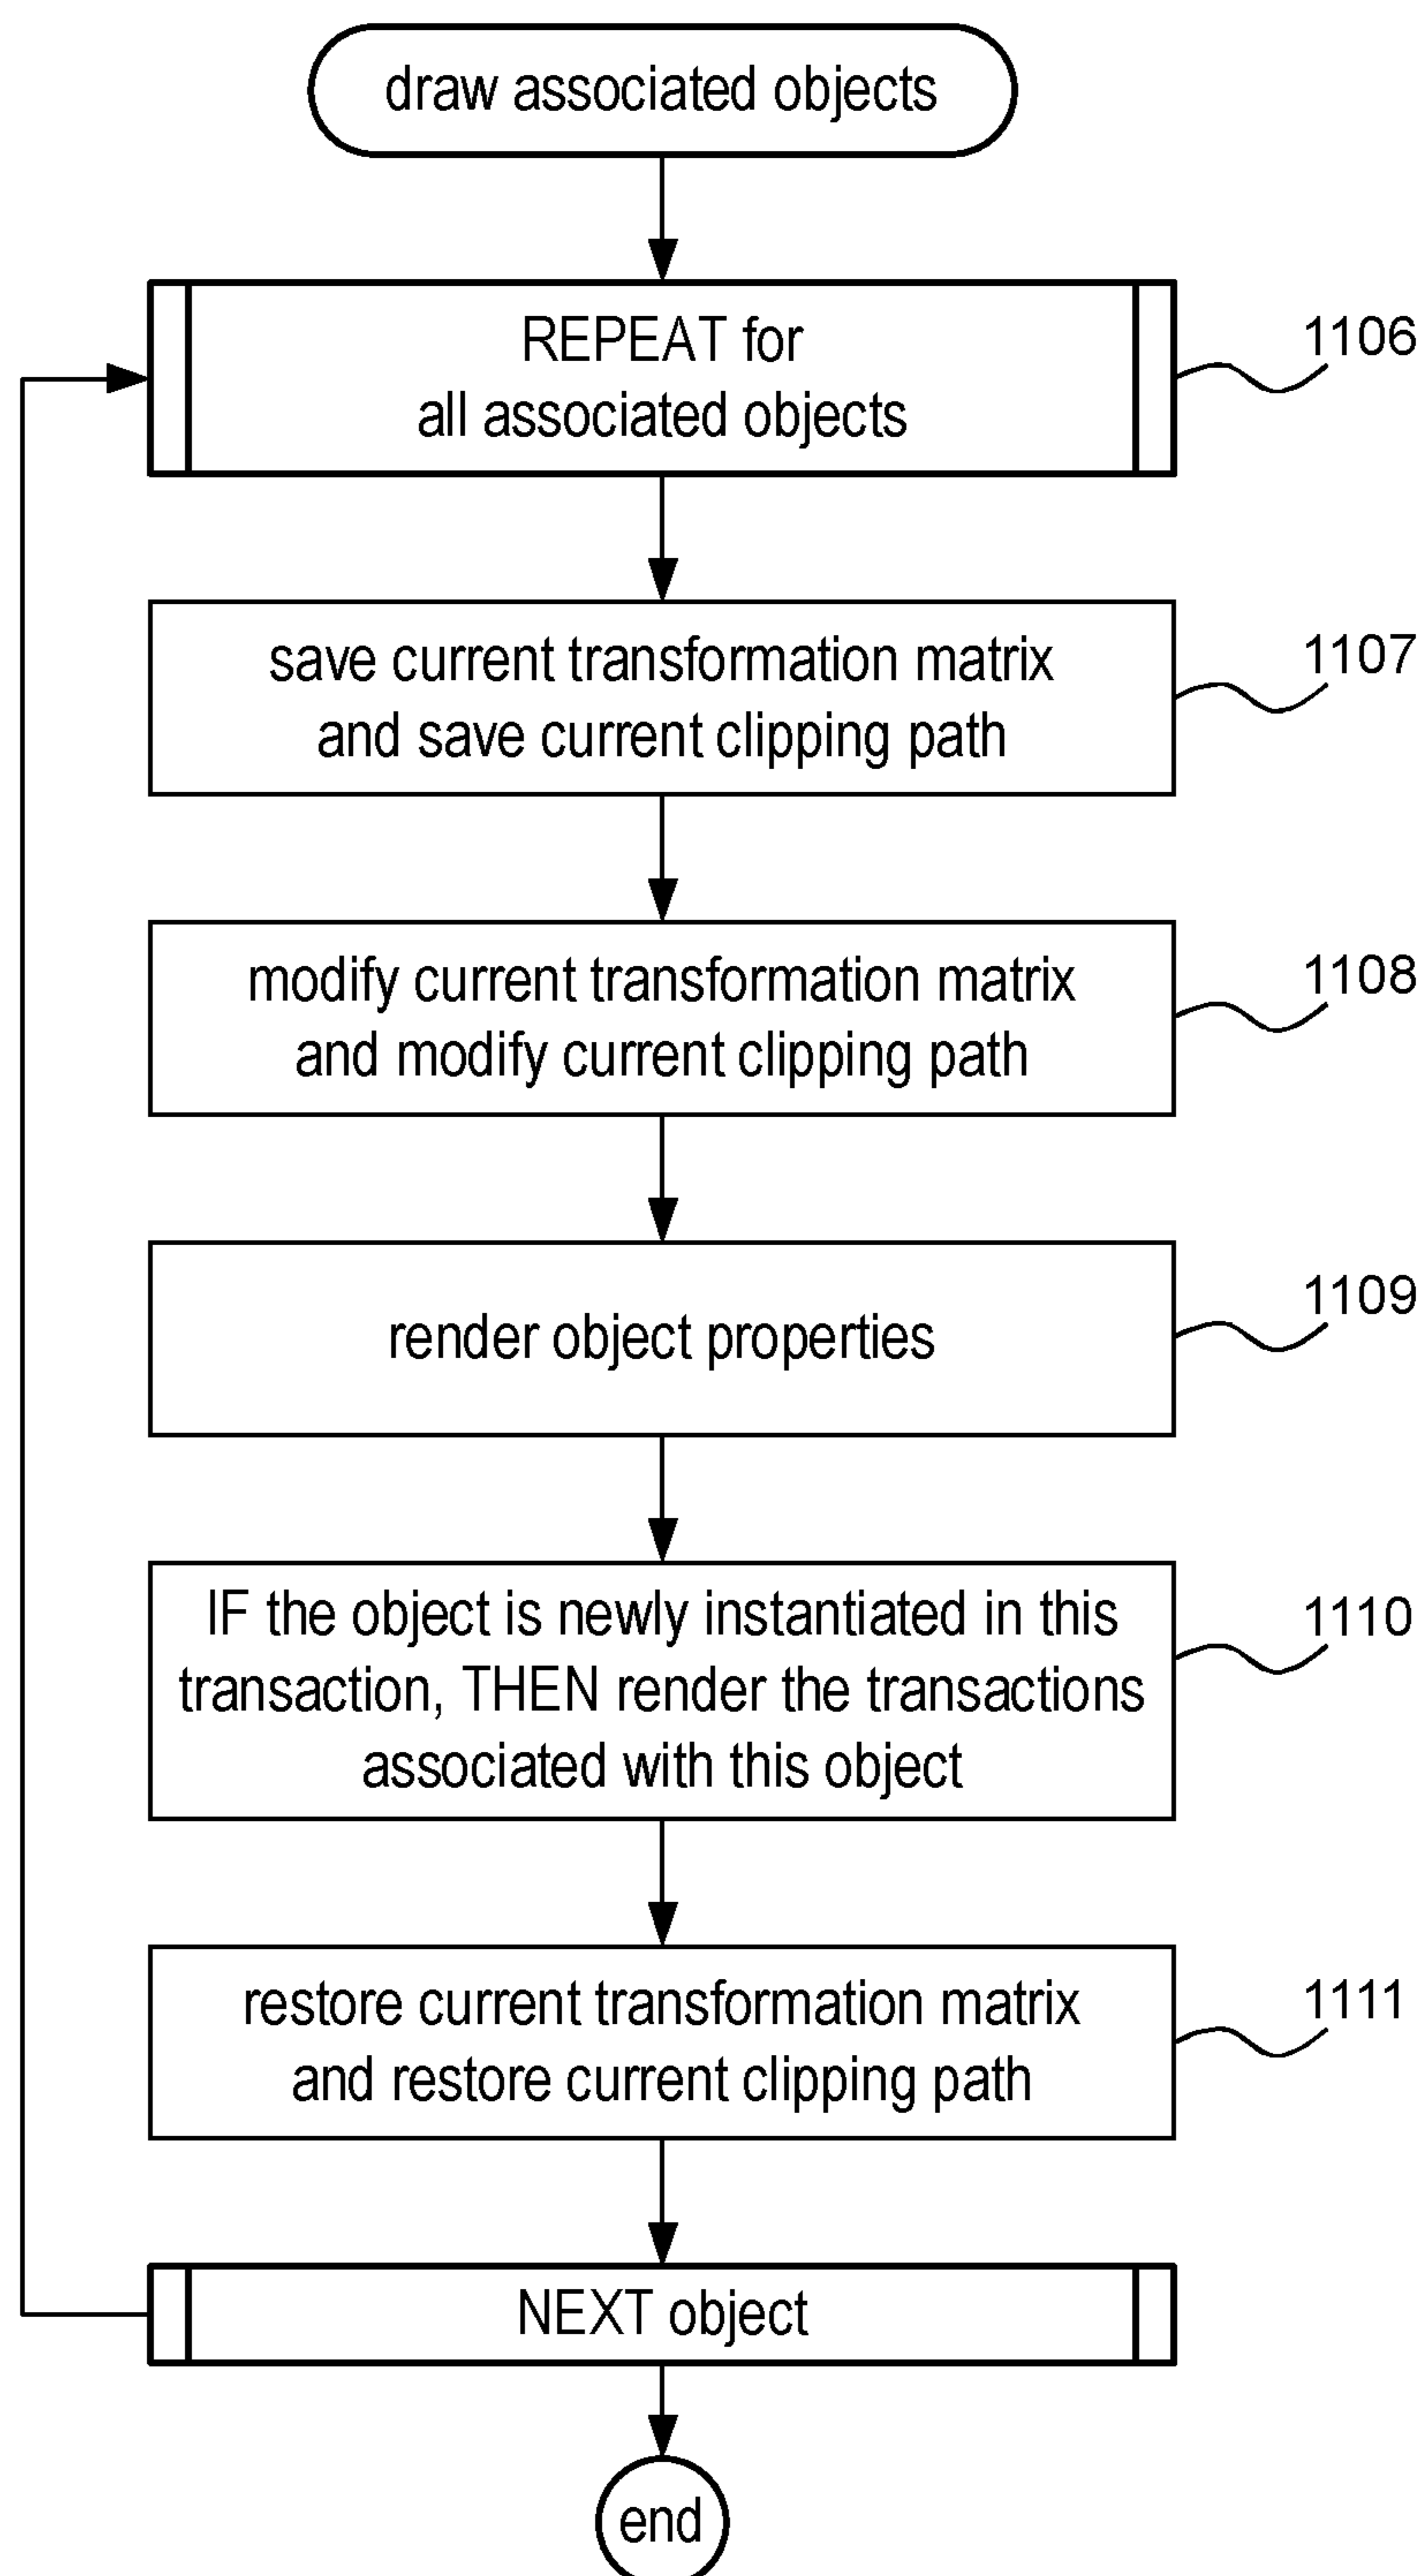 draw associated objects
REPEAT for
all associated objects
1106
save current transformation matrix
and save current clipping path
1107
modify current transformation matrix
and modify current clipping path
1108
render object properties
1109
IF the object is newly instantiated in this
transaction, THEN render the transactions
associated with this object
1110
restore current transformation matrix
and restore current clipping path
1111
NEXT object
end